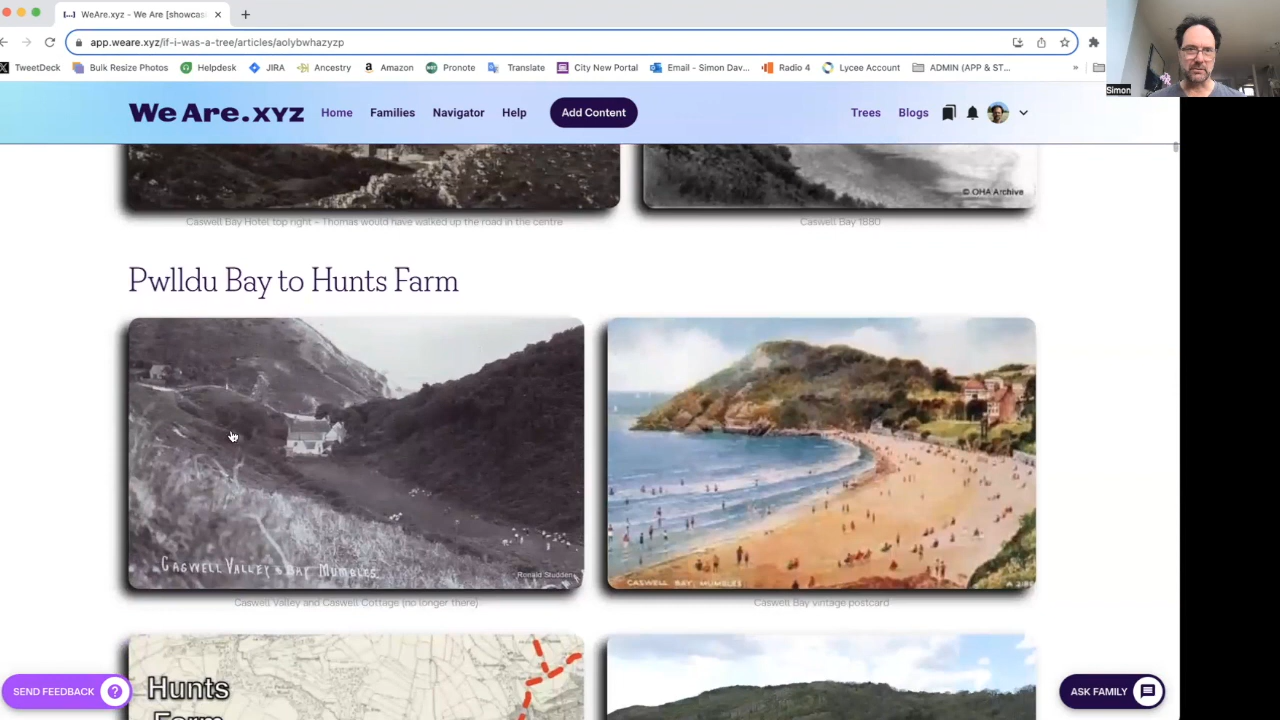 WeAre.xyz - We Are [showcas
app.weare.xyz/if-i-was-a-tree/articles/aolybwhazyzp
TweetDeck Bulk Resize Photos Helpdesk JIRA Ancestry Amazon Pronote Translate City New Portal Email - Simon Dav... Radio 4 Lycee Account ADMIN (APP & ST...
Simon
We Are.xyz Home Families Navigator Help Add Content Trees Blogs
© OHA Archive
Caswell Bay Hotel top right – Thomas would have walked up the road in the centre
Caswell Bay 1880
Pwlldu Bay to Hunts Farm
CASWELL VALLEY & BAY MUMBLES
Ronald Studden
CASWELL BAY, MUMBLES
Caswell Valley and Caswell Cottage (no longer there)
Caswell Bay vintage postcard
Hunts
Farm
SEND FEEDBACK ?
ASK FAMILY